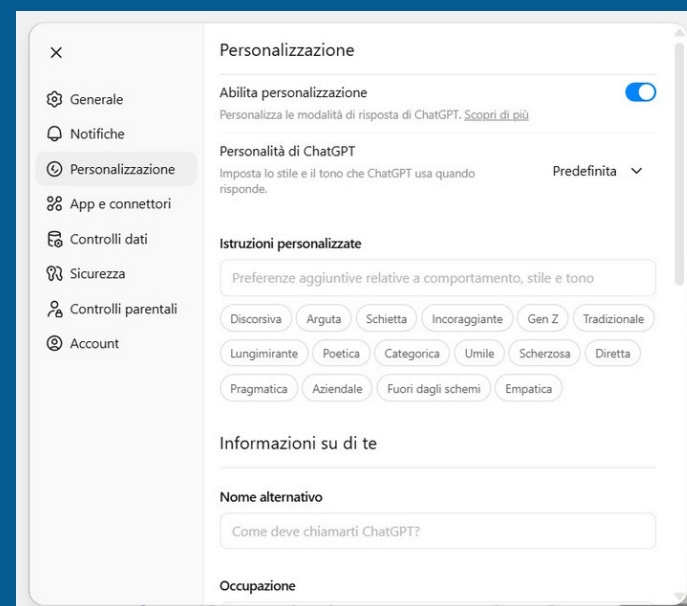 Personalizzazione
Generale
Notifiche
Personalizzazione
App e connettori
Controlli dati
Sicurezza
Controlli parentali
Account
Abilita personalizzazione
Personalizza le modalità di risposta di ChatGPT. Scopri di più
Personalità di ChatGPT
Imposta lo stile e il tono che ChatGPT usa quando
risponde.
Predefinita
Istruzioni personalizzate
Preferenze aggiuntive relative a comportamento, stile e tono
Discorsiva Arguta Schietta Incoraggiante Gen Z Tradizionale
Lungimirante Poetica Categorica Umile Scherzosa Diretta
Pragmatica Aziendale Fuori dagli schemi Empatica
Informazioni su di te
Nome alternativo
Come deve chiamarti ChatGPT?
Occupazione